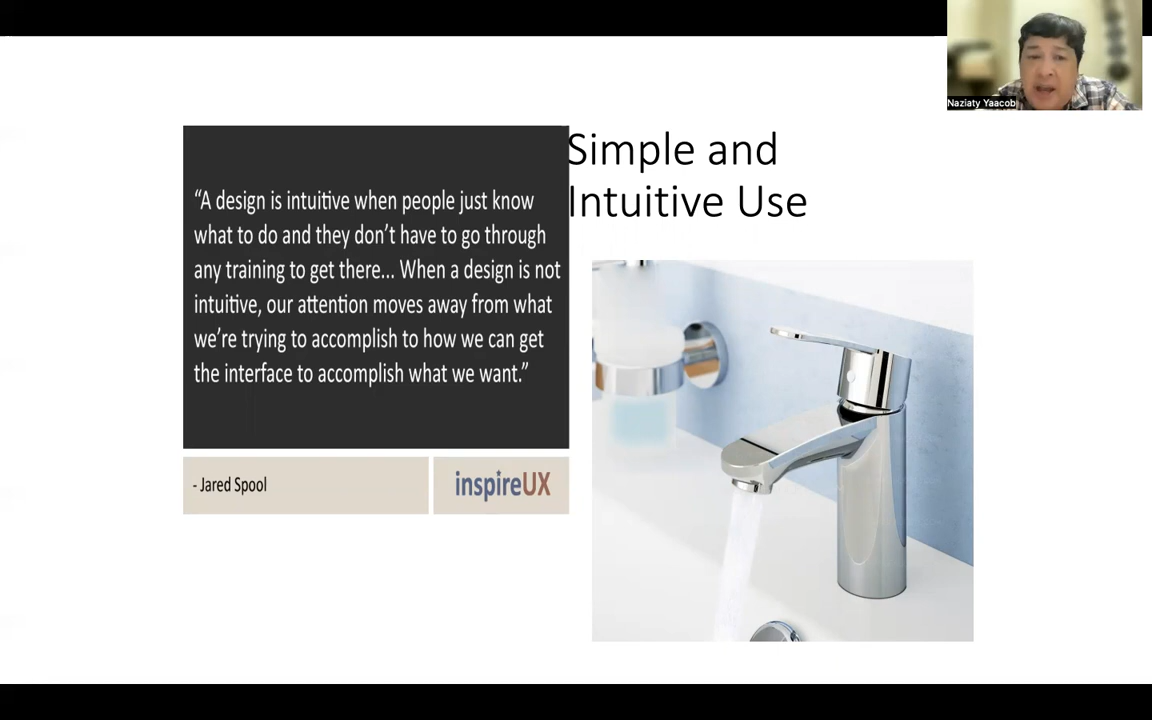 Naziaty Yaacob
Simple and
Intuitive Use
“A design is intuitive when people just know
what to do and they don’t have to go through
any training to get there... When a design is not
intuitive, our attention moves away from what
we’re trying to accomplish to how we can get
the interface to accomplish what we want.”
- Jared Spool
inspireUX